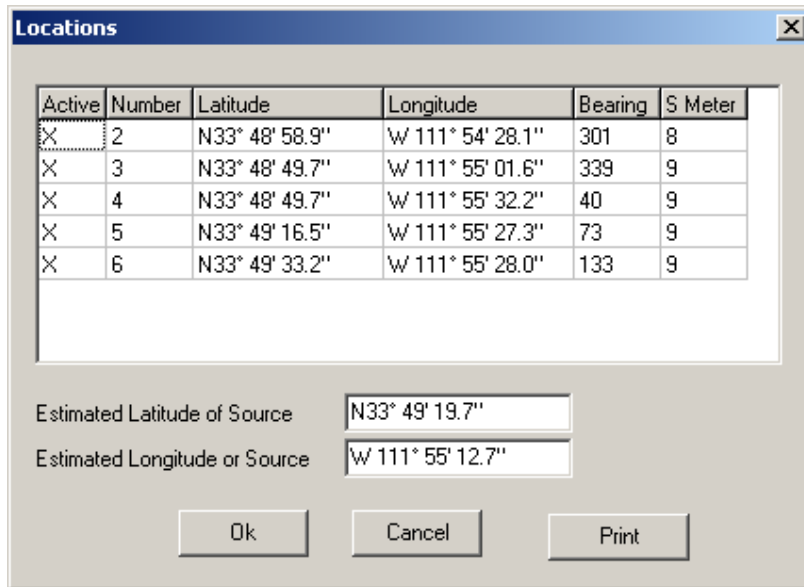 Locations
Active Number Latitude Longitude Bearing S Meter
X 2 N33° 48' 58.9" W 111° 54' 28.1" 301 8
X 3 N33° 48' 49.7" W 111° 55' 01.6" 339 9
X 4 N33° 48' 49.7" W 111° 55' 32.2" 40 9
X 5 N33° 49' 16.5" W 111° 55' 27.3" 73 9
X 6 N33° 49' 33.2" W 111° 55' 28.0" 133 9
Estimated Latitude of Source N33° 49' 19.7"
Estimated Longitude or Source W 111° 55' 12.7"
Ok Cancel Print